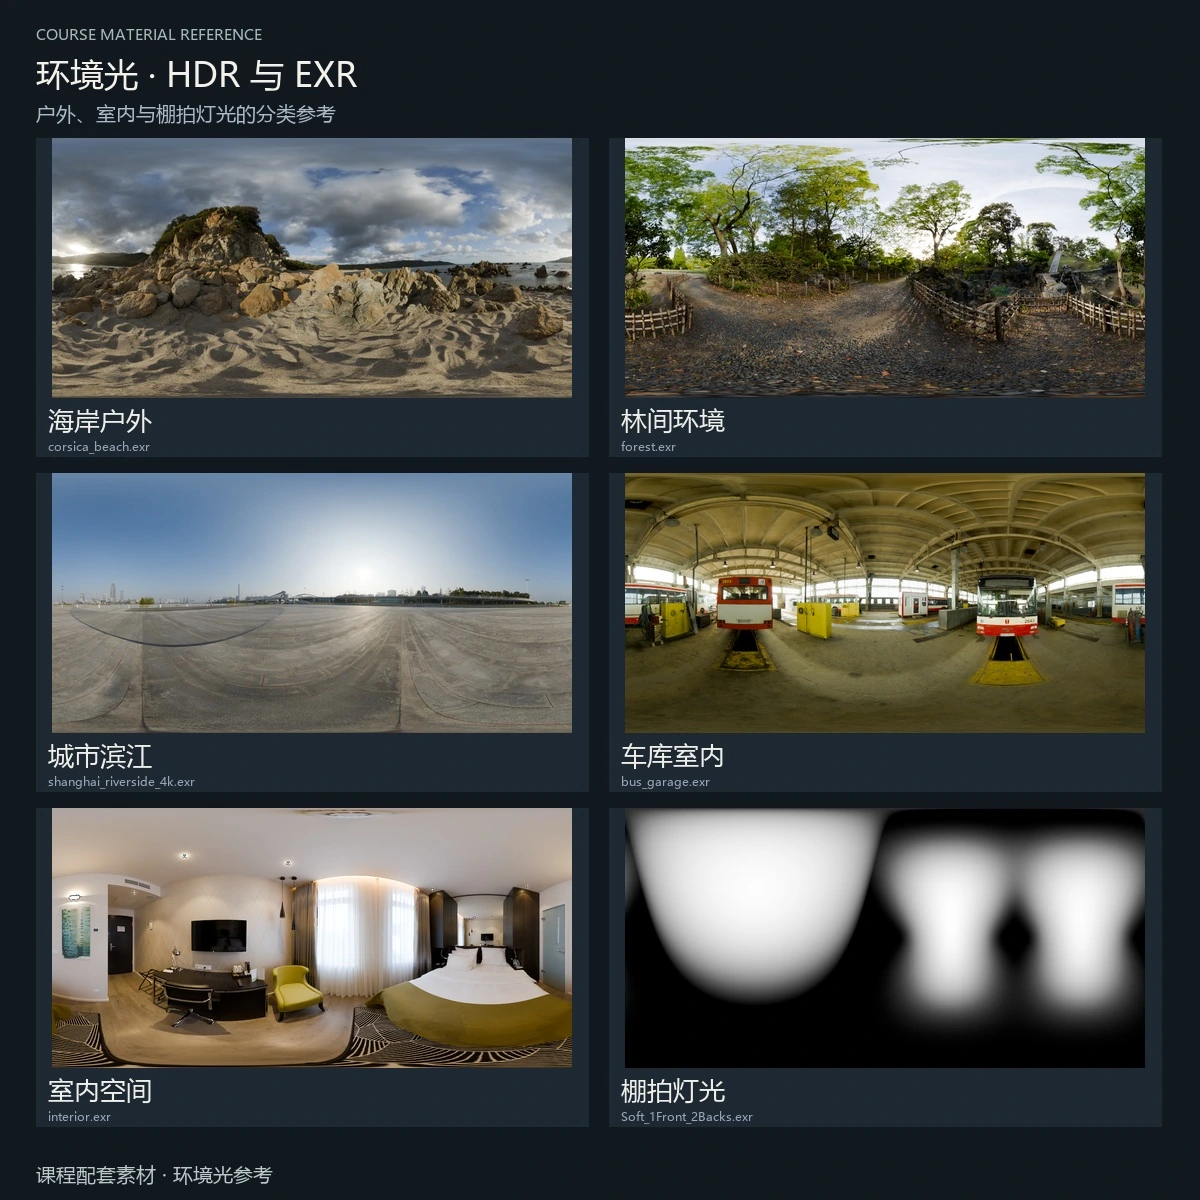 COURSE MATERIAL REFERENCE
环境光 · HDR 与 EXR
户外、室内与棚拍灯光的分类参考
海岸户外
corsica_beach.exr
林间环境
forest.exr
城市滨江
shanghai_riverside_4k.exr
车库室内
bus_garage.exr
室内空间
interior.exr
棚拍灯光
Soft_1Front_2Backs.exr
课程配套素材 · 环境光参考